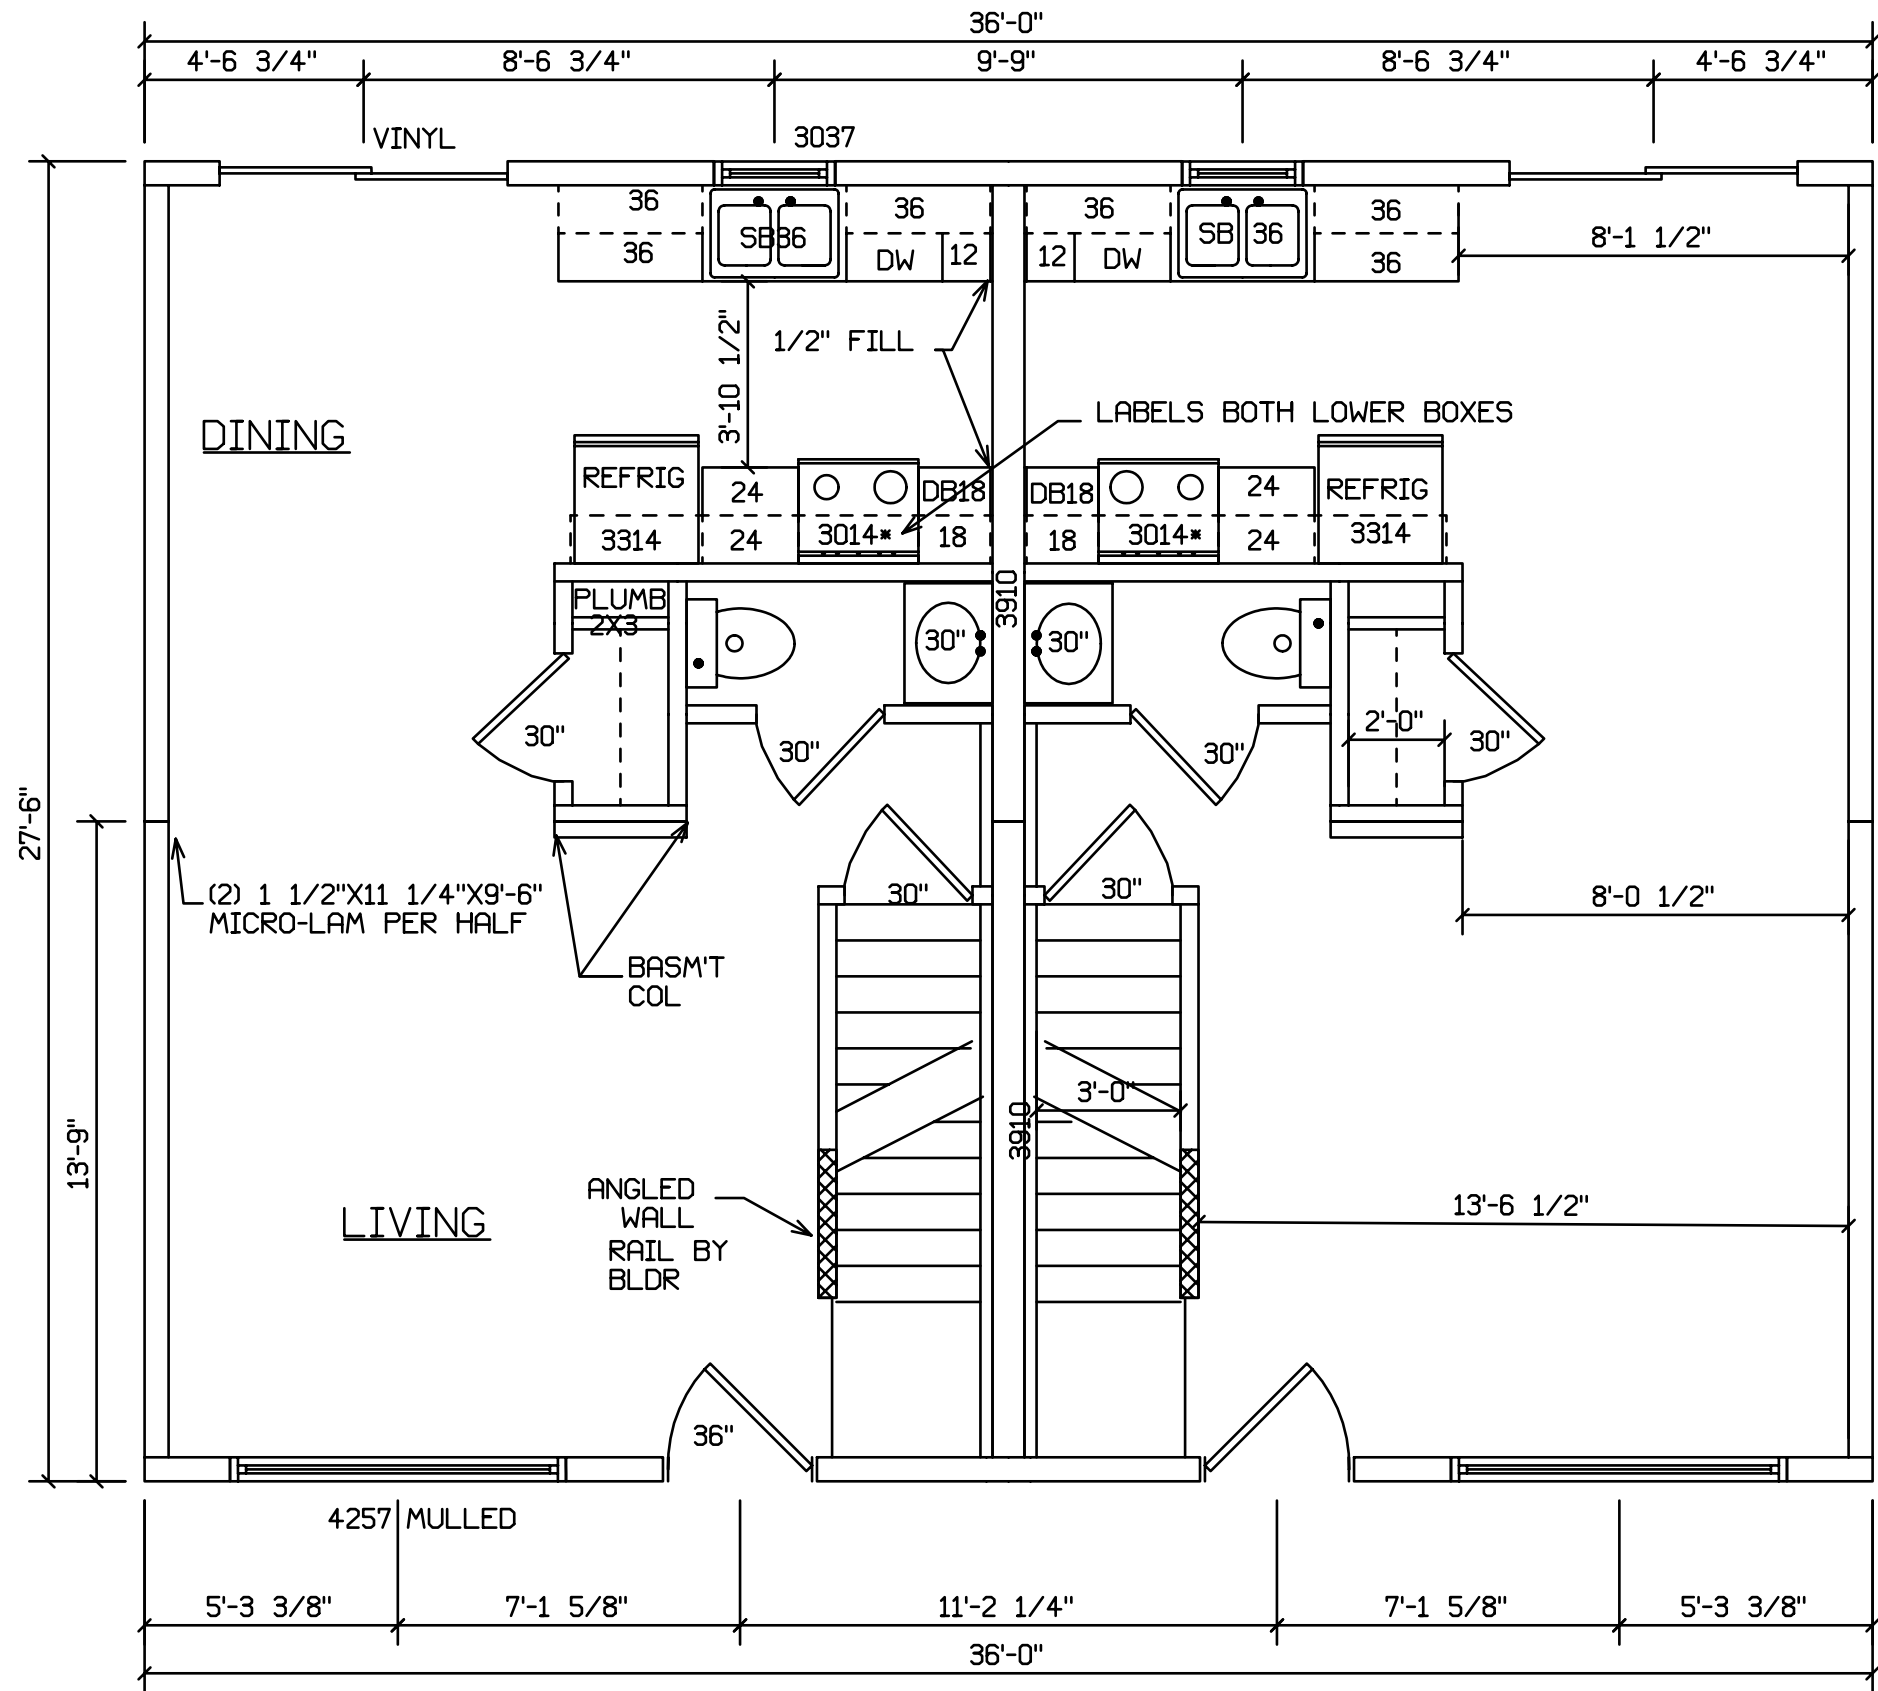 36'-0"
4'-6 3/4"
8'-6 3/4"
9'-9"
8'-6 3/4"
4'-6 3/4"
VINYL
3037
36
36
SB36
36
DW
12
36
12
DW
SB 36
36
36
8'-1 1/2"
3'-10 1/2"
1/2" FILL
LABELS BOTH LOWER BOXES
DINING
REFRIG
3314
24
24
3014*
DB18
18
DB18
18
3014*
24
24
REFRIG
3314
PLUMB
2X3
30"
30"
3910
30"
30"
30"
2'-0"
30"
27'-6"
13'-9"
(2) 1 1/2"X11 1/4"X9'-6"
MICRO-LAM PER HALF
30"
30"
8'-0 1/2"
BASM'T
COL
3'-0"
3910
ANGLED
WALL
RAIL BY
BLDR
LIVING
13'-6 1/2"
36"
4257 MULLED
5'-3 3/8"
7'-1 5/8"
11'-2 1/4"
7'-1 5/8"
5'-3 3/8"
36'-0"